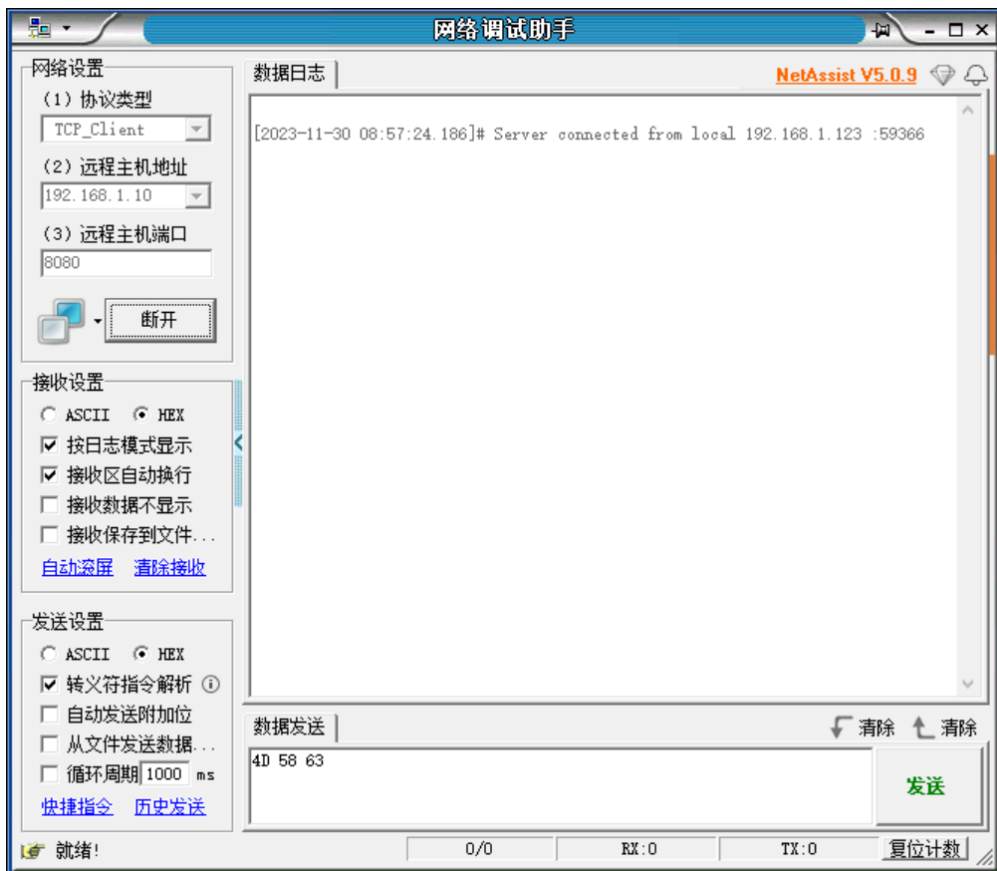 网络调试助手
网络设置
(1) 协议类型
TCP_Client
(2) 远程主机地址
192.168.1.10
(3) 远程主机端口
8080
断开
接收设置
ASCII HEX
按日志模式显示
接收区自动换行
接收数据不显示
接收保存到文件...
自动滚屏 清除接收
发送设置
ASCII HEX
转义符指令解析
自动发送附加位
从文件发送数据...
循环周期 1000 ms
快捷指令 历史发送
数据日志
NetAssist V5.0.9
[2023-11-30 08:57:24.186]# Server connected from local 192.168.1.123 :59366
数据发送 清除 清除
4D 58 63
发送
就绪! 0/0 RX:0 TX:0 复位计数